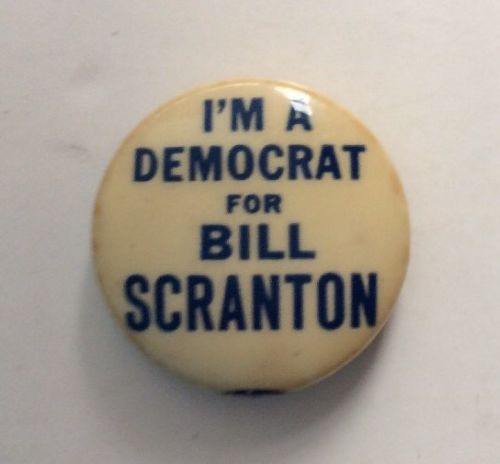 I'M A
DEMOCRAT
FOR
BILL
SCRANTON